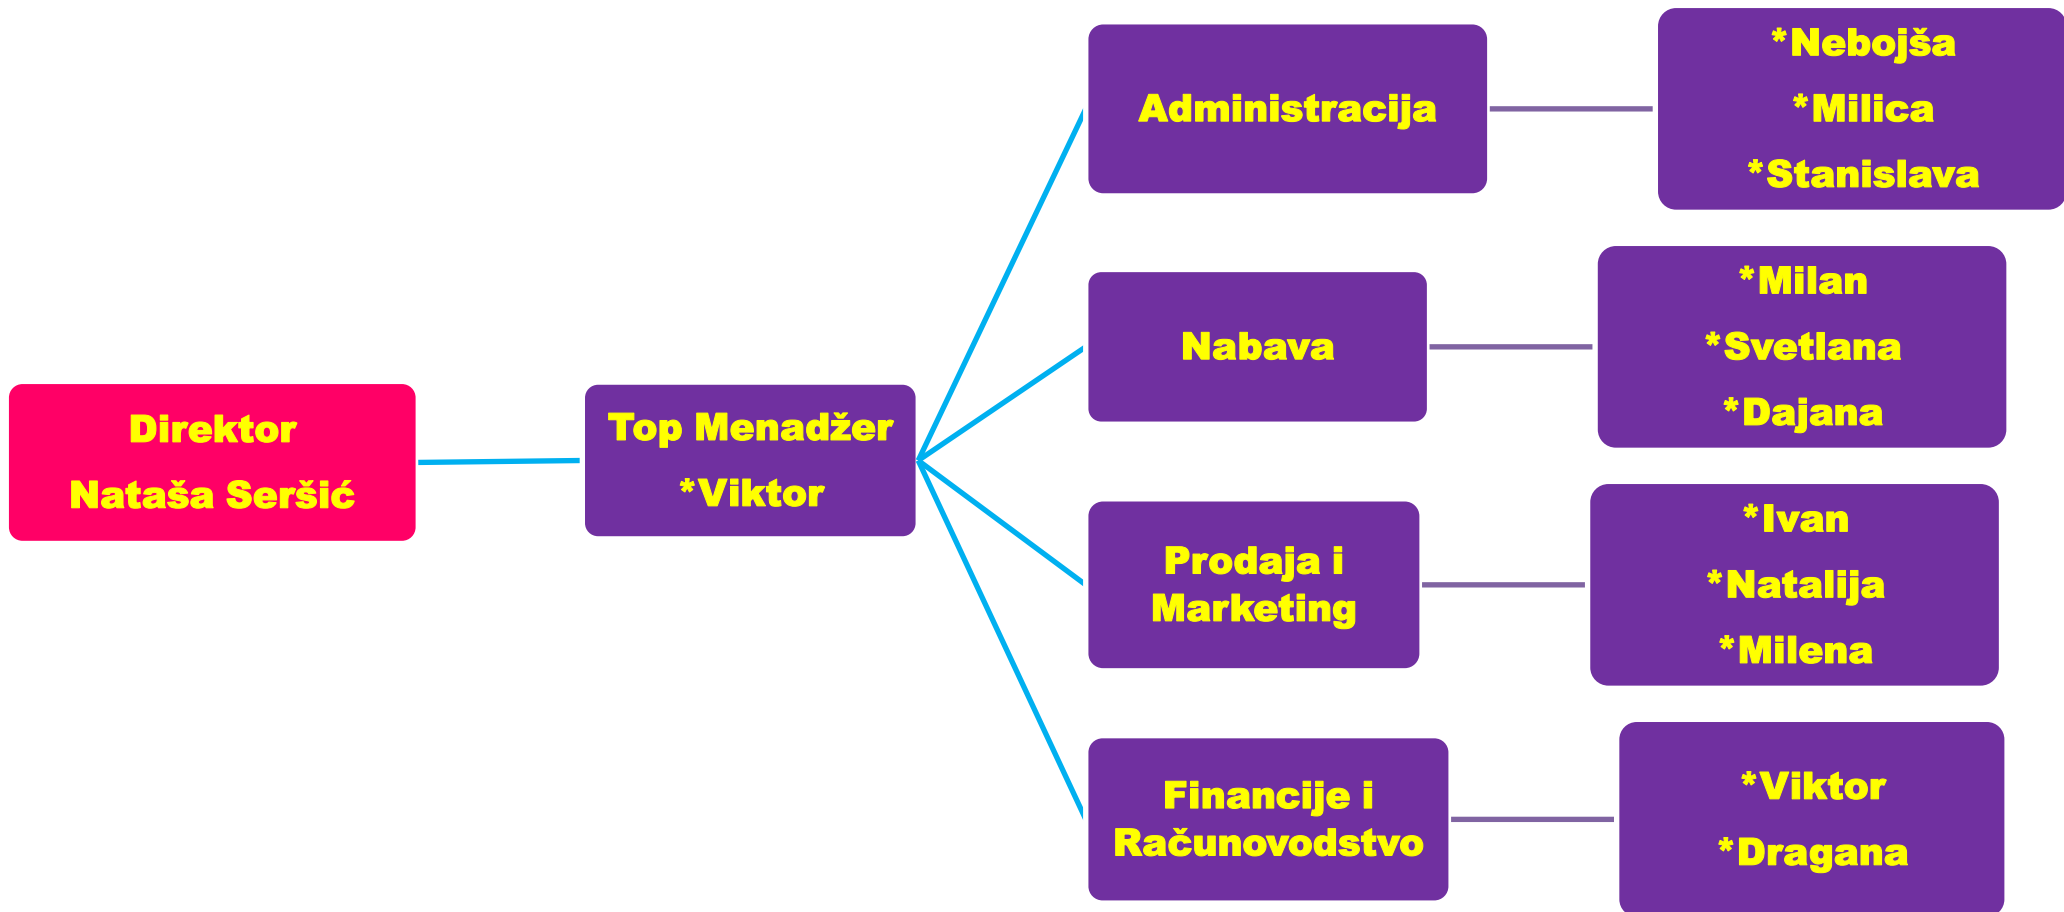 Direktor
Nataša Seršić
Top Menadžer
*Viktor
Administracija
*Nebojša
*Milica
*Stanislava
Nabava
*Milan
*Svetlana
*Dajana
Prodaja i
Marketing
*Ivan
*Natalija
*Milena
Financije i
Računovodstvo
*Viktor
*Dragana